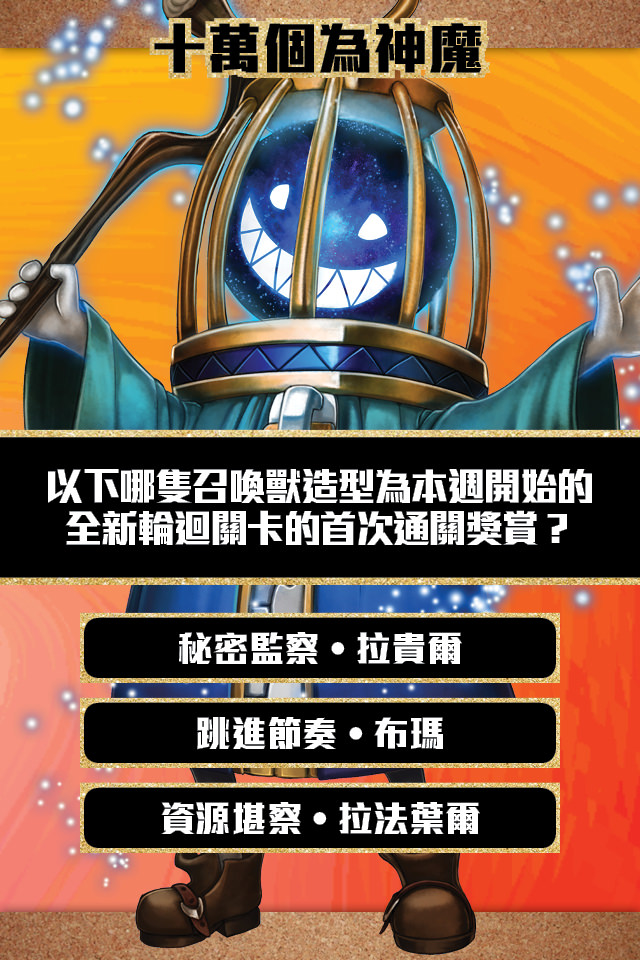 十萬個為神魔
以下哪隻召喚獸造型為本週開始的
全新輪迴關卡的首次通關獎賞？
秘密監察•拉貴爾
跳進節奏•布瑪
資源堪察•拉法葉爾